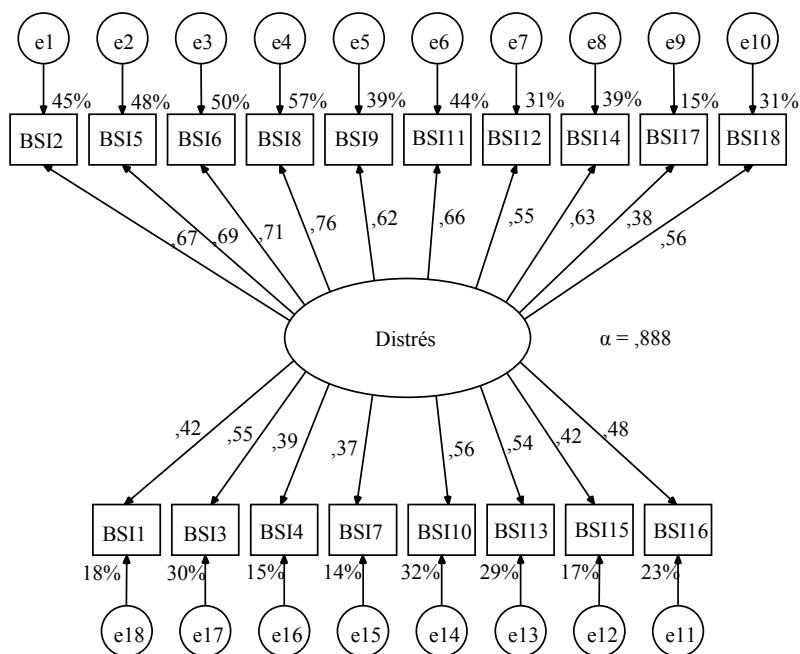 e1 e2 e3 e4 e5 e6 e7 e8 e9 e10
45% 48% 50% 57% 39% 44% 31% 39% 15% 31%
BSI2 BSI5 BSI6 BSI8 BSI9 BSI11 BSI12 BSI14 BSI17 BSI18
,67 ,69 ,71 ,76 ,62 ,66 ,55 ,63 ,38 ,56
Distrés α = ,888
,42 ,55 ,39 ,37 ,56 ,54 ,42 ,48
BSI1 BSI3 BSI4 BSI7 BSI10 BSI13 BSI15 BSI16
18% 30% 15% 14% 32% 29% 17% 23%
e18 e17 e16 e15 e14 e13 e12 e11